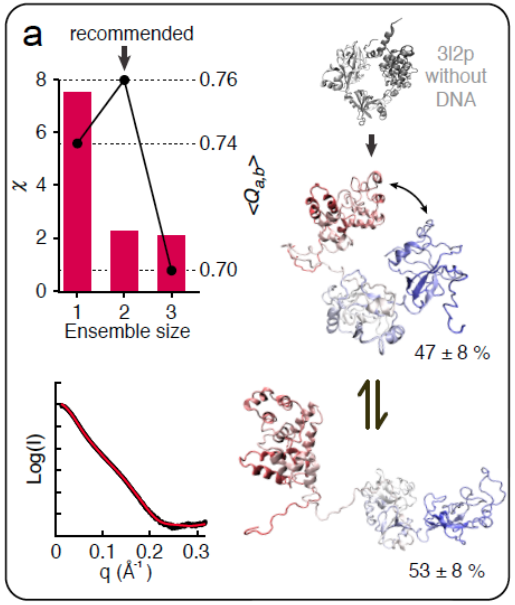 a
recommended
8
6
4
2
0
χ
0.76
0.74
0.70
<Qa,b>
1 2 3
Ensemble size
3l2p
without
DNA
47 ± 8 %
Log(I)
0 0.1 0.2 0.3
q (Å-1)
53 ± 8 %